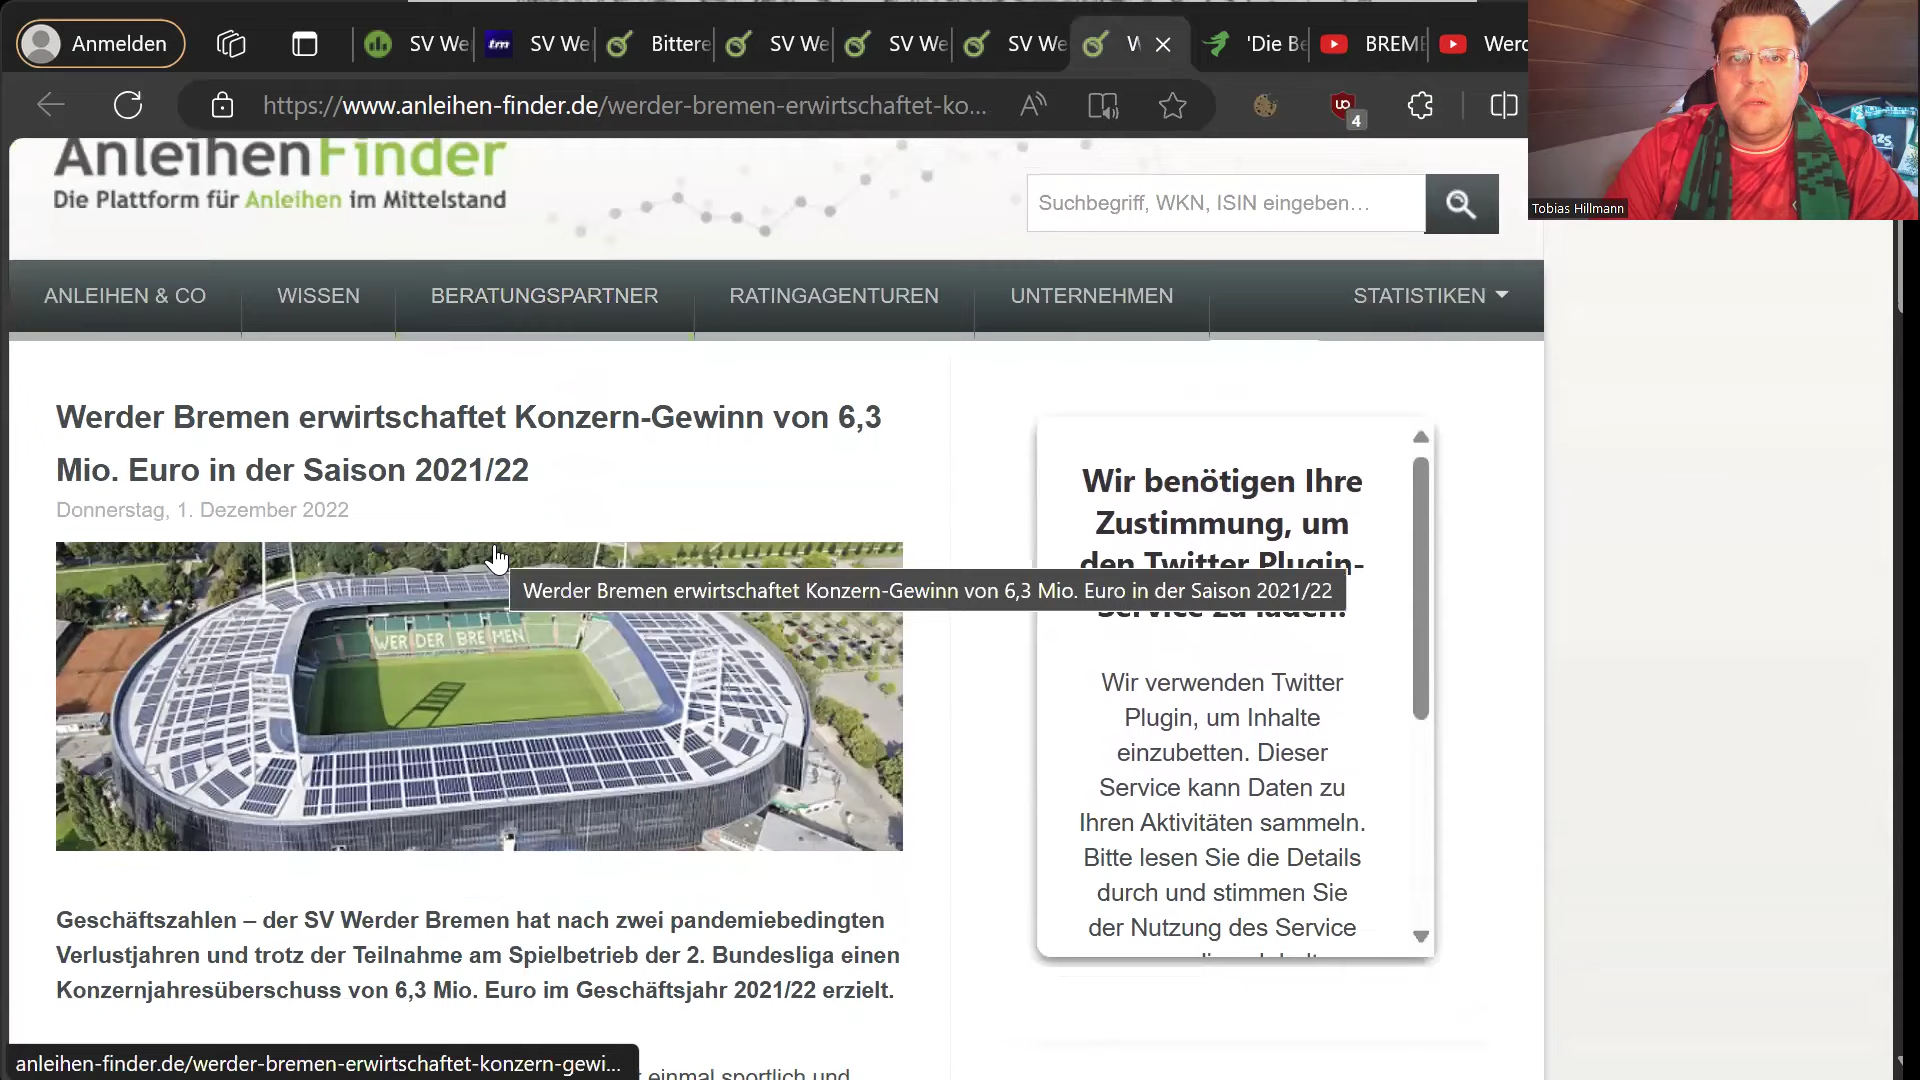 Anmelden
SV We
tm
SV We
Bittere
SV We
SV We
SV We
W
'Die Be
BREME
Werd
https://www.anleihen-finder.de/werder-bremen-erwirtschaftet-ko...
UO
4
Tobias Hillmann
AnleihenFinder
Die Plattform für Anleihen im Mittelstand
Suchbegriff, WKN, ISIN eingeben…
ANLEIHEN & CO
WISSEN
BERATUNGSPARTNER
RATINGAGENTUREN
UNTERNEHMEN
STATISTIKEN
Werder Bremen erwirtschaftet Konzern-Gewinn von 6,3
Mio. Euro in der Saison 2021/22
Donnerstag, 1. Dezember 2022
WERDER BREMEN
Werder Bremen erwirtschaftet Konzern-Gewinn von 6,3 Mio. Euro in der Saison 2021/22
Geschäftszahlen – der SV Werder Bremen hat nach zwei pandemiebedingten
Verlustjahren und trotz der Teilnahme am Spielbetrieb der 2. Bundesliga einen
Konzernjahresüberschuss von 6,3 Mio. Euro im Geschäftsjahr 2021/22 erzielt.
einmal sportlich und
Wir benötigen Ihre
Zustimmung, um
den Twitter Plugin-
Service zu laden!
Wir verwenden Twitter
Plugin, um Inhalte
einzubetten. Dieser
Service kann Daten zu
Ihren Aktivitäten sammeln.
Bitte lesen Sie die Details
durch und stimmen Sie
der Nutzung des Service
anleihen-finder.de/werder-bremen-erwirtschaftet-konzern-gewi...